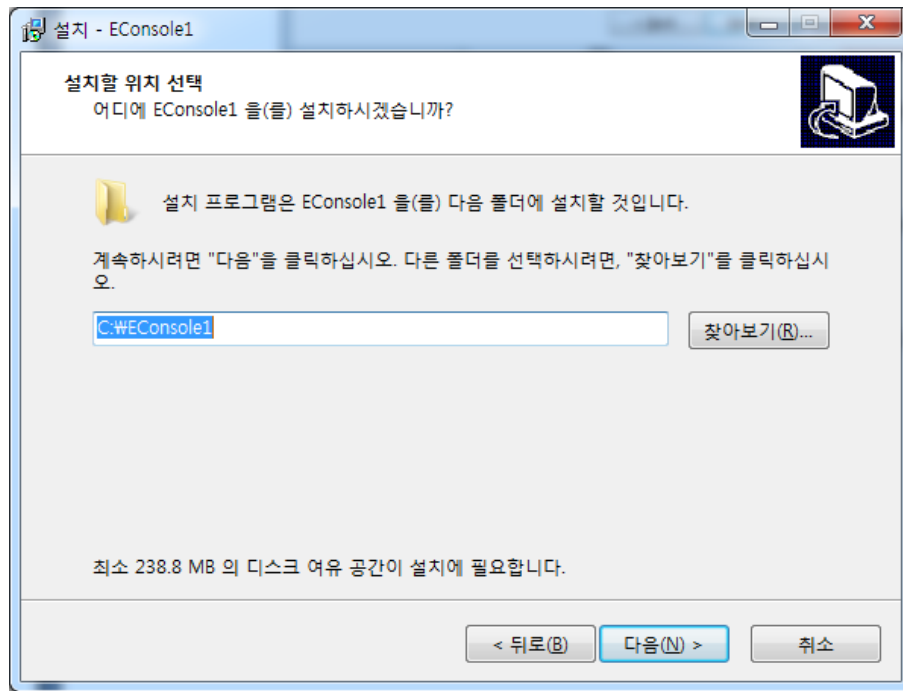 설치 - EConsole1
설치할 위치 선택
어디에 EConsole1 을(를) 설치하시겠습니까?
설치 프로그램은 EConsole1 을(를) 다음 폴더에 설치할 것입니다.
계속하시려면 "다음"을 클릭하십시오. 다른 폴더를 선택하시려면, "찾아보기"를 클릭하십시
오.
C:₩EConsole1
찾아보기(R)...
최소 238.8 MB 의 디스크 여유 공간이 설치에 필요합니다.
< 뒤로(B) 다음(N) > 취소